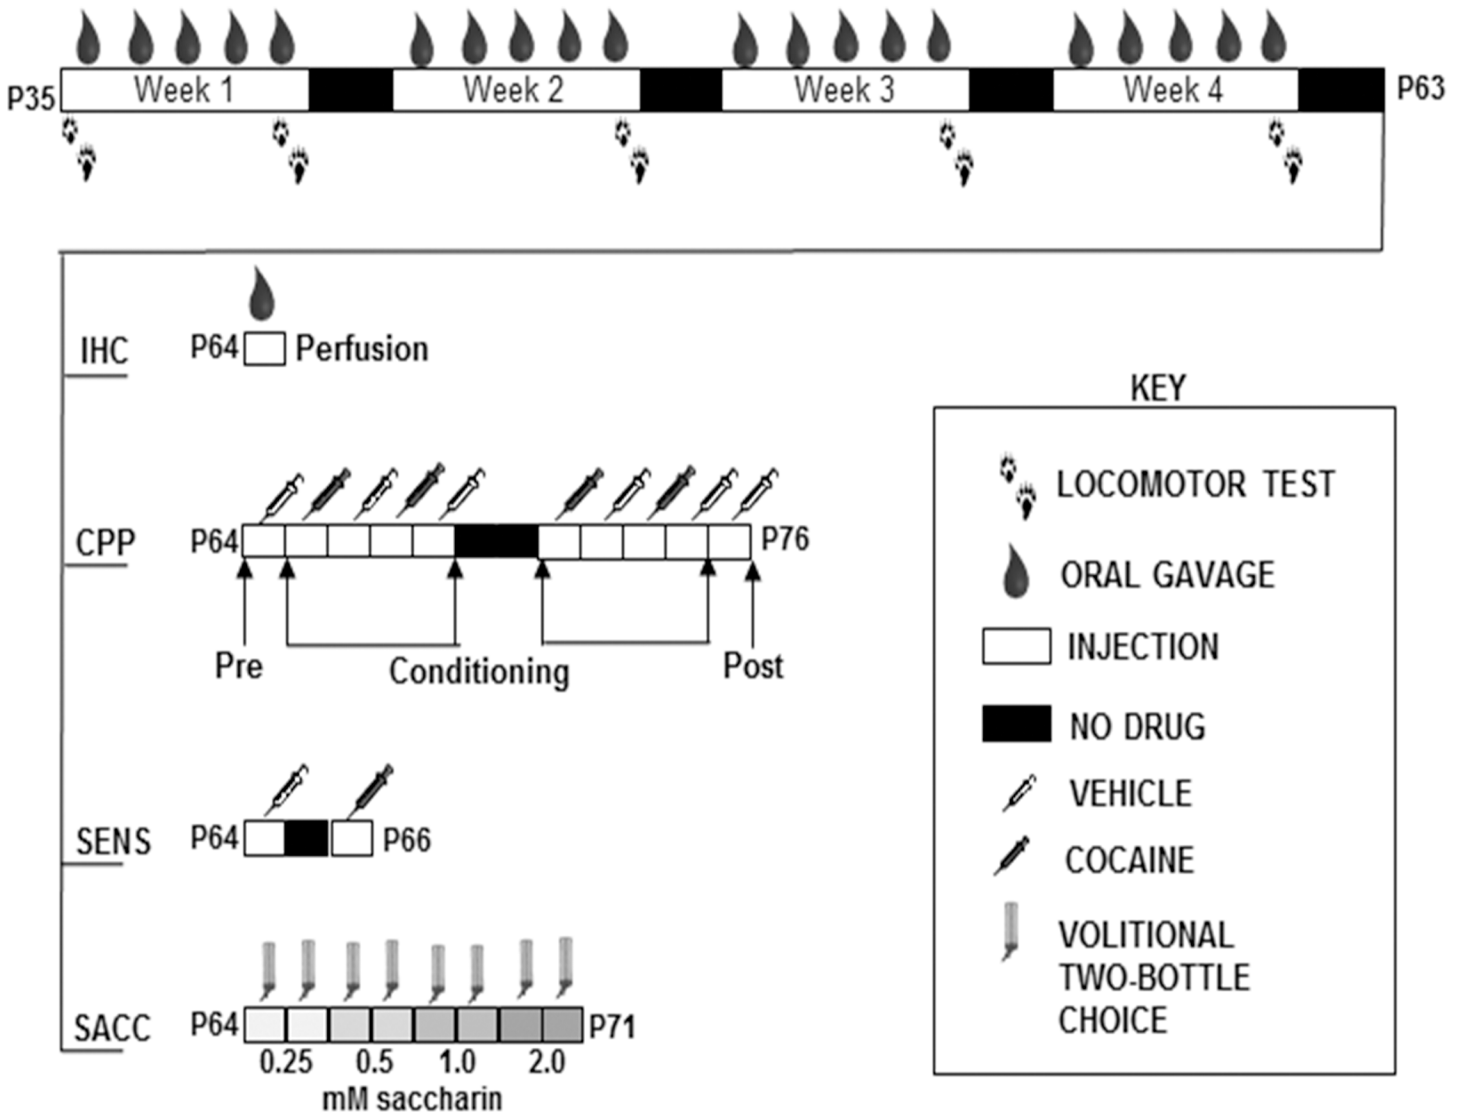 P35 Week 1 Week 2 Week 3 Week 4 P63
IHC P64 Perfusion
CPP P64 P76
Pre Conditioning Post
SENS P64 P66
SACC P64 P71
0.25 0.5 1.0 2.0
mM saccharin
KEY
LOCOMOTOR TEST
ORAL GAVAGE
INJECTION
NO DRUG
VEHICLE
COCAINE
VOLITIONAL
TWO-BOTTLE
CHOICE